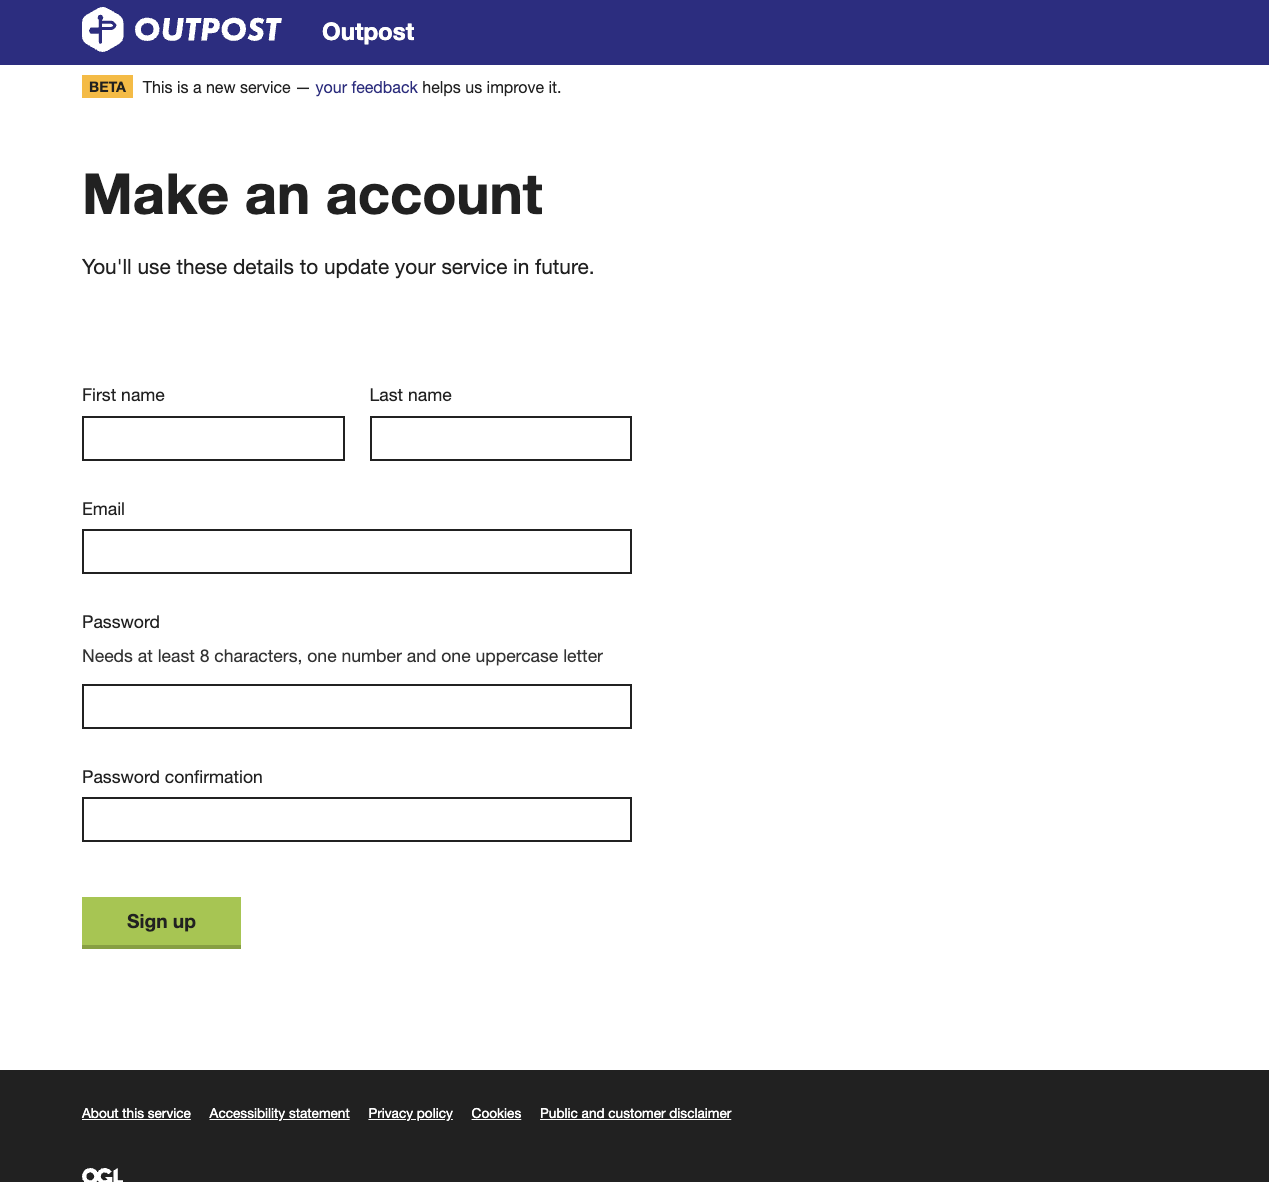 OUTPOST Outpost
BETA This is a new service — your feedback helps us improve it.
Make an account
You'll use these details to update your service in future.
First name Last name
Email
Password
Needs at least 8 characters, one number and one uppercase letter
Password confirmation
Sign up
About this service Accessibility statement Privacy policy Cookies Public and customer disclaimer
OGL